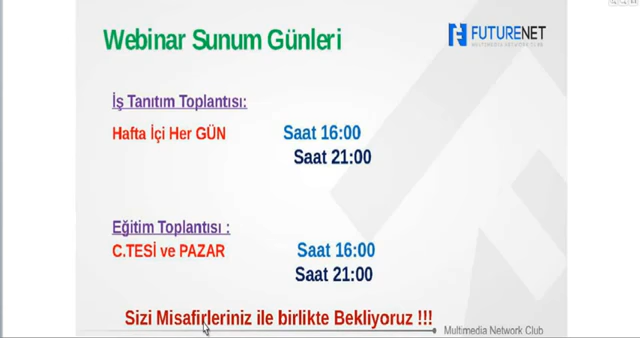 Webinar Sunum Günleri
FUTURENET
MULTIMEDIA NETWORK CLUB
İş Tanıtım Toplantısı:
Hafta İçi Her GÜN Saat 16:00
Saat 21:00
Eğitim Toplantısı :
C.TESİ ve PAZAR Saat 16:00
Saat 21:00
Sizi Misafirleriniz ile birlikte Bekliyoruz !!!
Multimedia Network Club